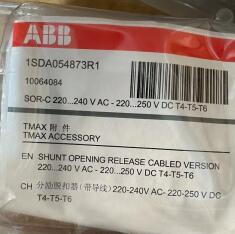 ABB
1SDA054873R1
10064084
SOR-C 220...240 V AC - 220...250 V DC T4-T5-T6
TMAX 附 件
TMAX ACCESSORY
EN SHUNT OPENING RELEASE CABLED VERSION
220...240 V AC - 220...250 V DC T4-T5-T6
CH 分励脱扣器(带导线) 220-240V AC- 220-250 V DC
T4-T5-T6